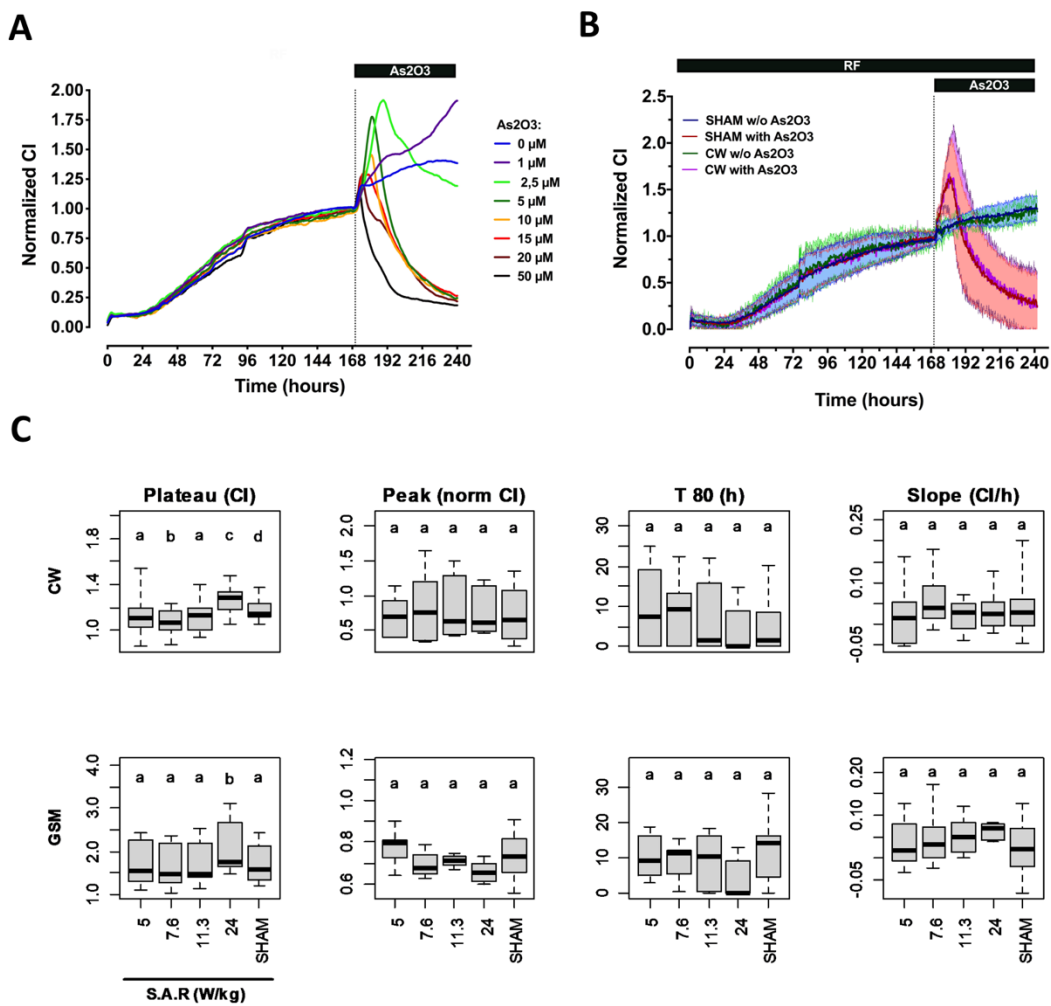 A
As2O3
Normalized CI
2.00
1.75
1.50
1.25
1.00
0.75
0.50
0.25
0.00
0 24 48 72 96 120 144 168 192 216 240
Time (hours)
As2O3:
0 µM
1 µM
2,5 µM
5 µM
10 µM
15 µM
20 µM
50 µM
B
RF
As2O3
Normalized CI
2.5
2.0
1.5
1.0
0.5
0.0
SHAM w/o As2O3
SHAM with As2O3
CW w/o As2O3
CW with As2O3
0 24 48 72 96 120 144 168 192 216 240
Time (hours)
C
CW
Plateau (CI)
1.8
1.4
1.0
a b a c d
Peak (norm CI)
2.0
1.5
1.0
0.5
a a a a a
T 80 (h)
30
20
10
0
a a a a a
Slope (CI/h)
0.25
0.10
-0.05
a a a a a
GSM
4.0
3.0
2.0
1.0
a a a b a
5 7.6 11.3 24 SHAM
S.A.R (W/kg)
1.2
1.0
0.8
0.6
a a a a a
5 7.6 11.3 24 SHAM
30
20
10
0
a a a a a
5 7.6 11.3 24 SHAM
0.20
0.10
-0.05
a a a a a
5 7.6 11.3 24 SHAM